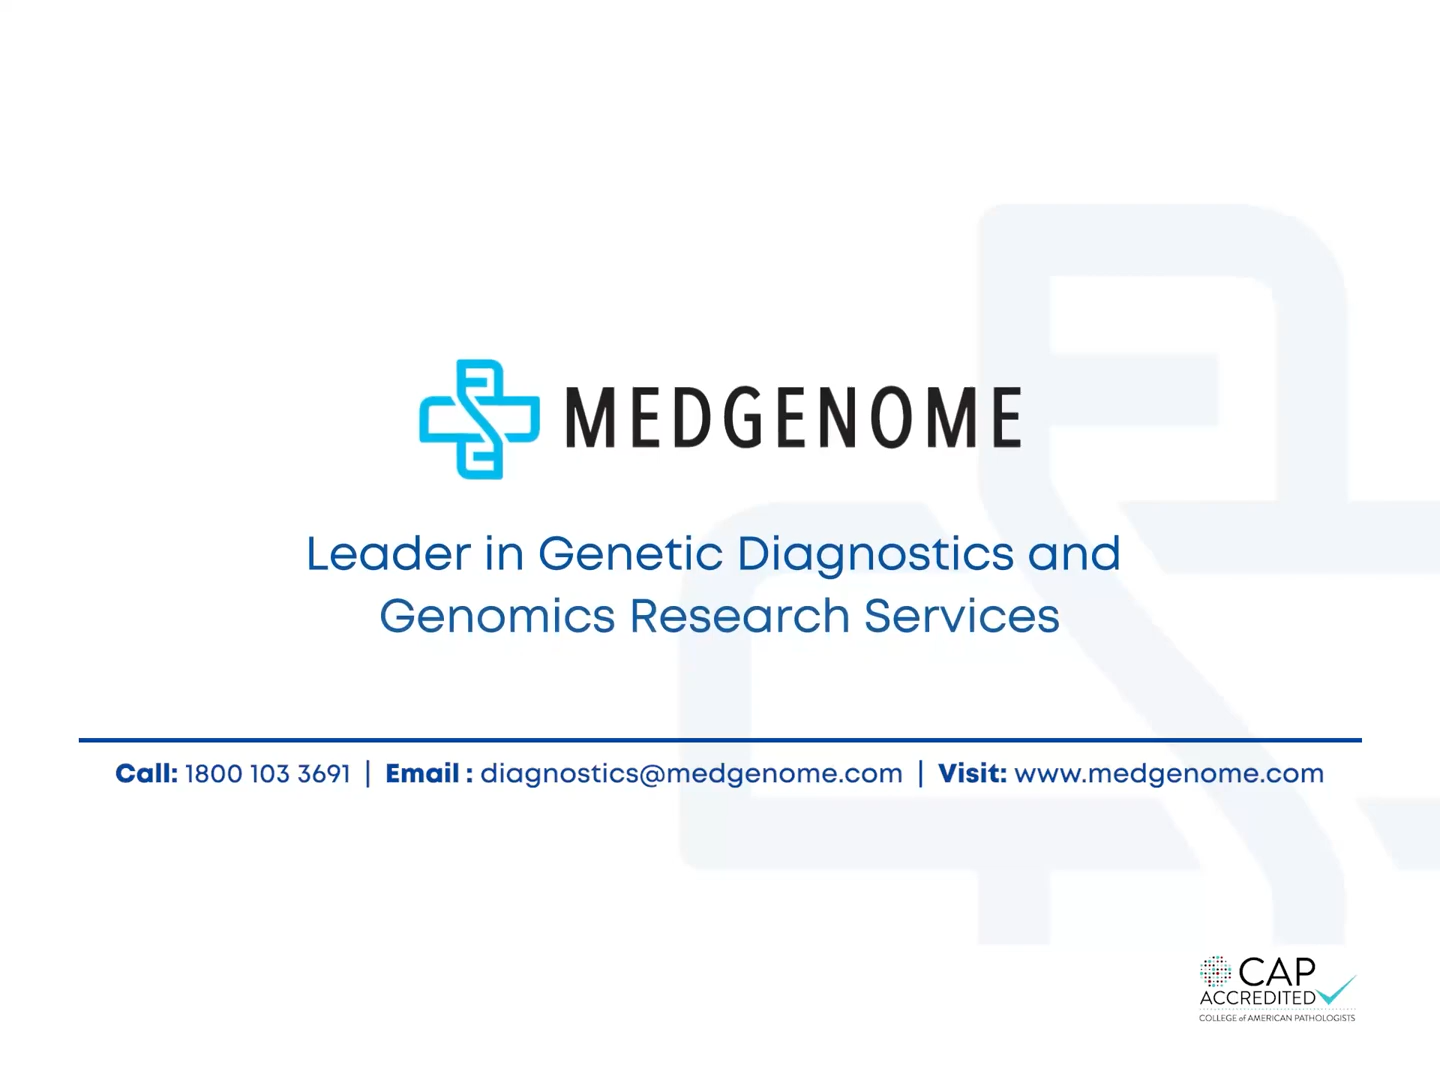 MEDGENOME
Leader in Genetic Diagnostics and
Genomics Research Services
Call: 1800 103 3691 | Email : diagnostics@medgenome.com | Visit: www.medgenome.com
CAP
ACCREDITED
COLLEGE of AMERICAN PATHOLOGISTS